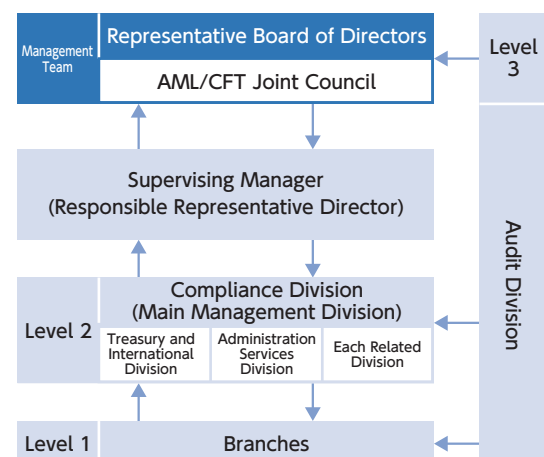 Management
Team
Representative Board of Directors
AML/CFT Joint Council
Level
3
Supervising Manager
(Responsible Representative Director)
Audit Division
Level 2
Compliance Division
(Main Management Division)
Treasury and
International
Division
Administration
Services
Division
Each Related
Division
Level 1
Branches